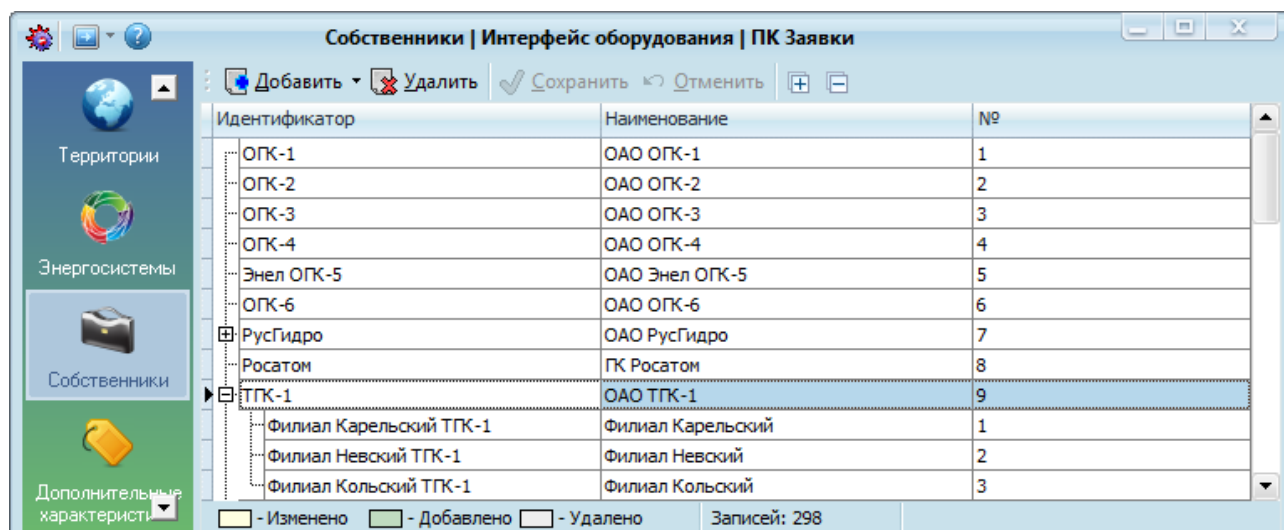 Собственники | Интерфейс оборудования | ПК Заявки
Добавить Удалить Сохранить Отменить
Территории
Энергосистемы
Собственники
Дополнительные
характерист
Идентификатор Наименование №
ОГК-1 ОАО ОГК-1 1
ОГК-2 ОАО ОГК-2 2
ОГК-3 ОАО ОГК-3 3
ОГК-4 ОАО ОГК-4 4
Энел ОГК-5 ОАО Энел ОГК-5 5
ОГК-6 ОАО ОГК-6 6
РусГидро ОАО РусГидро 7
Росатом ГК Росатом 8
ТГК-1 ОАО ТГК-1 9
Филиал Карельский ТГК-1 Филиал Карельский 1
Филиал Невский ТГК-1 Филиал Невский 2
Филиал Кольский ТГК-1 Филиал Кольский 3
- Изменено - Добавлено - Удалено Записей: 298